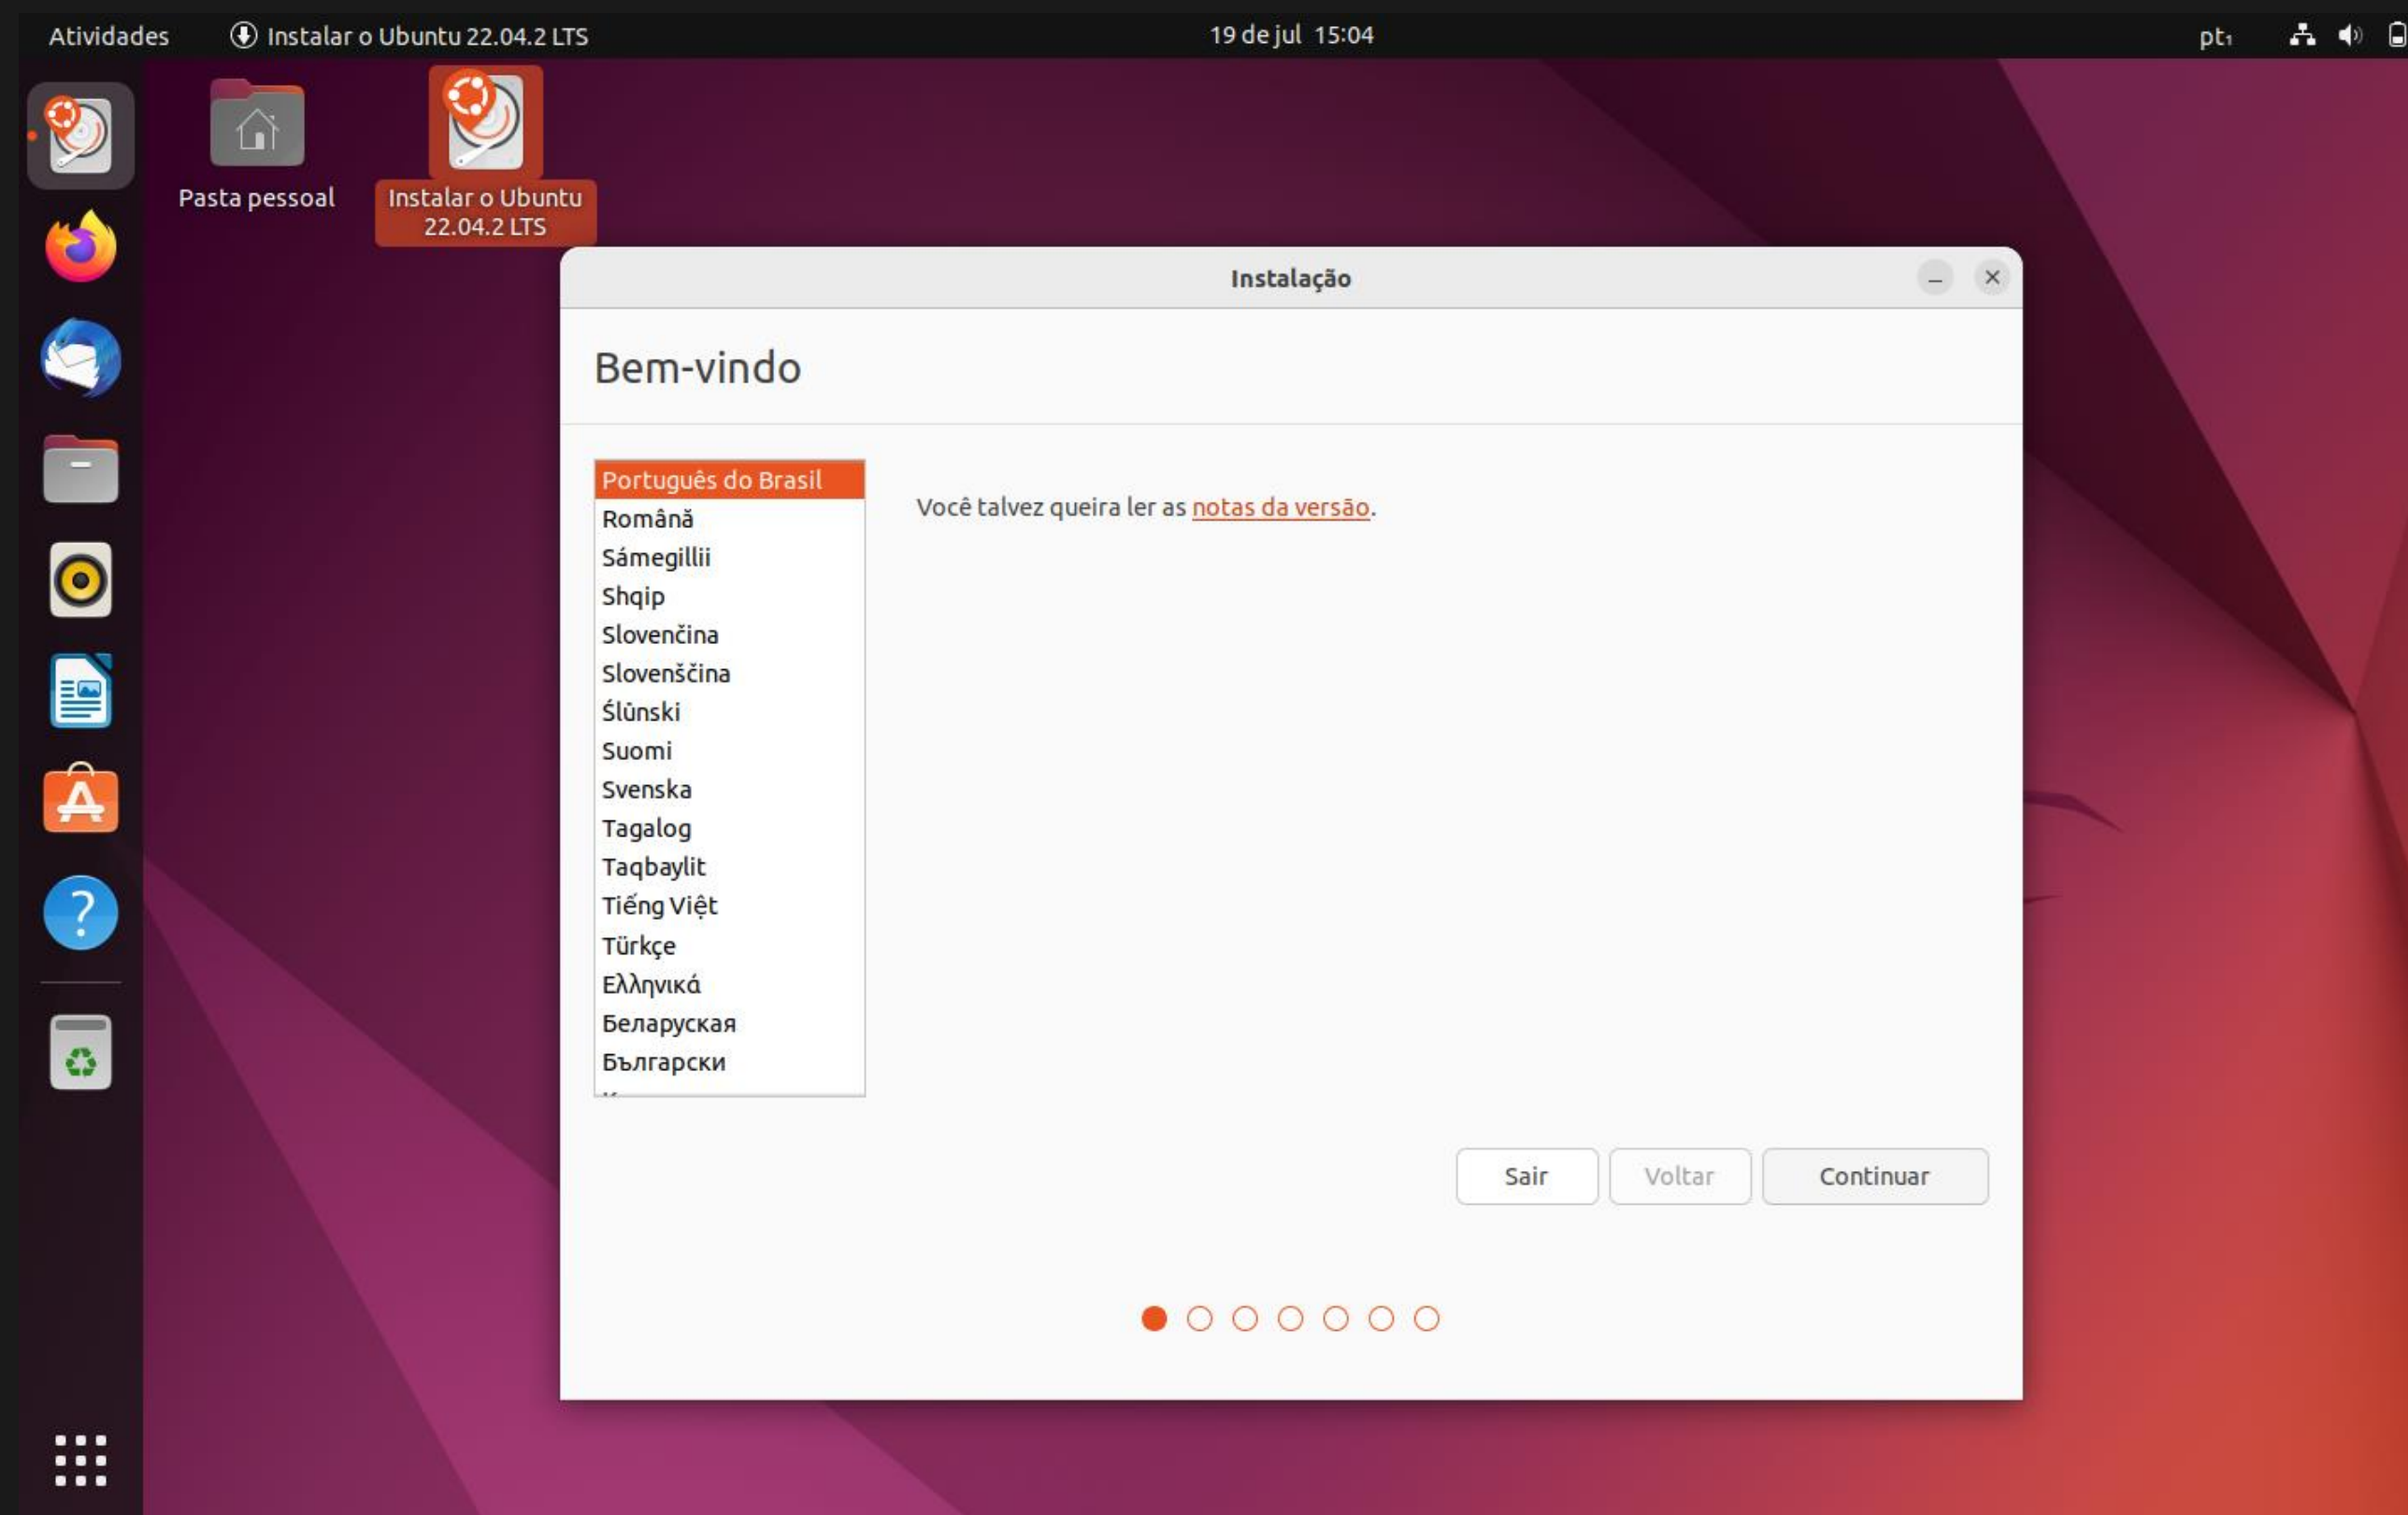 Atividades
Instalar o Ubuntu 22.04.2 LTS
19 de jul 15:04
pt₁
Pasta pessoal
Instalar o Ubuntu
22.04.2 LTS
Instalação
Bem-vindo
Português do Brasil
Română
Sámegillii
Shqip
Slovenčina
Slovenščina
Ślůnski
Suomi
Svenska
Tagalog
Taqbaylit
Tiếng Việt
Türkçe
Ελληνικά
Беларуская
Български
Você talvez queira ler as notas da versão.
Sair
Voltar
Continuar